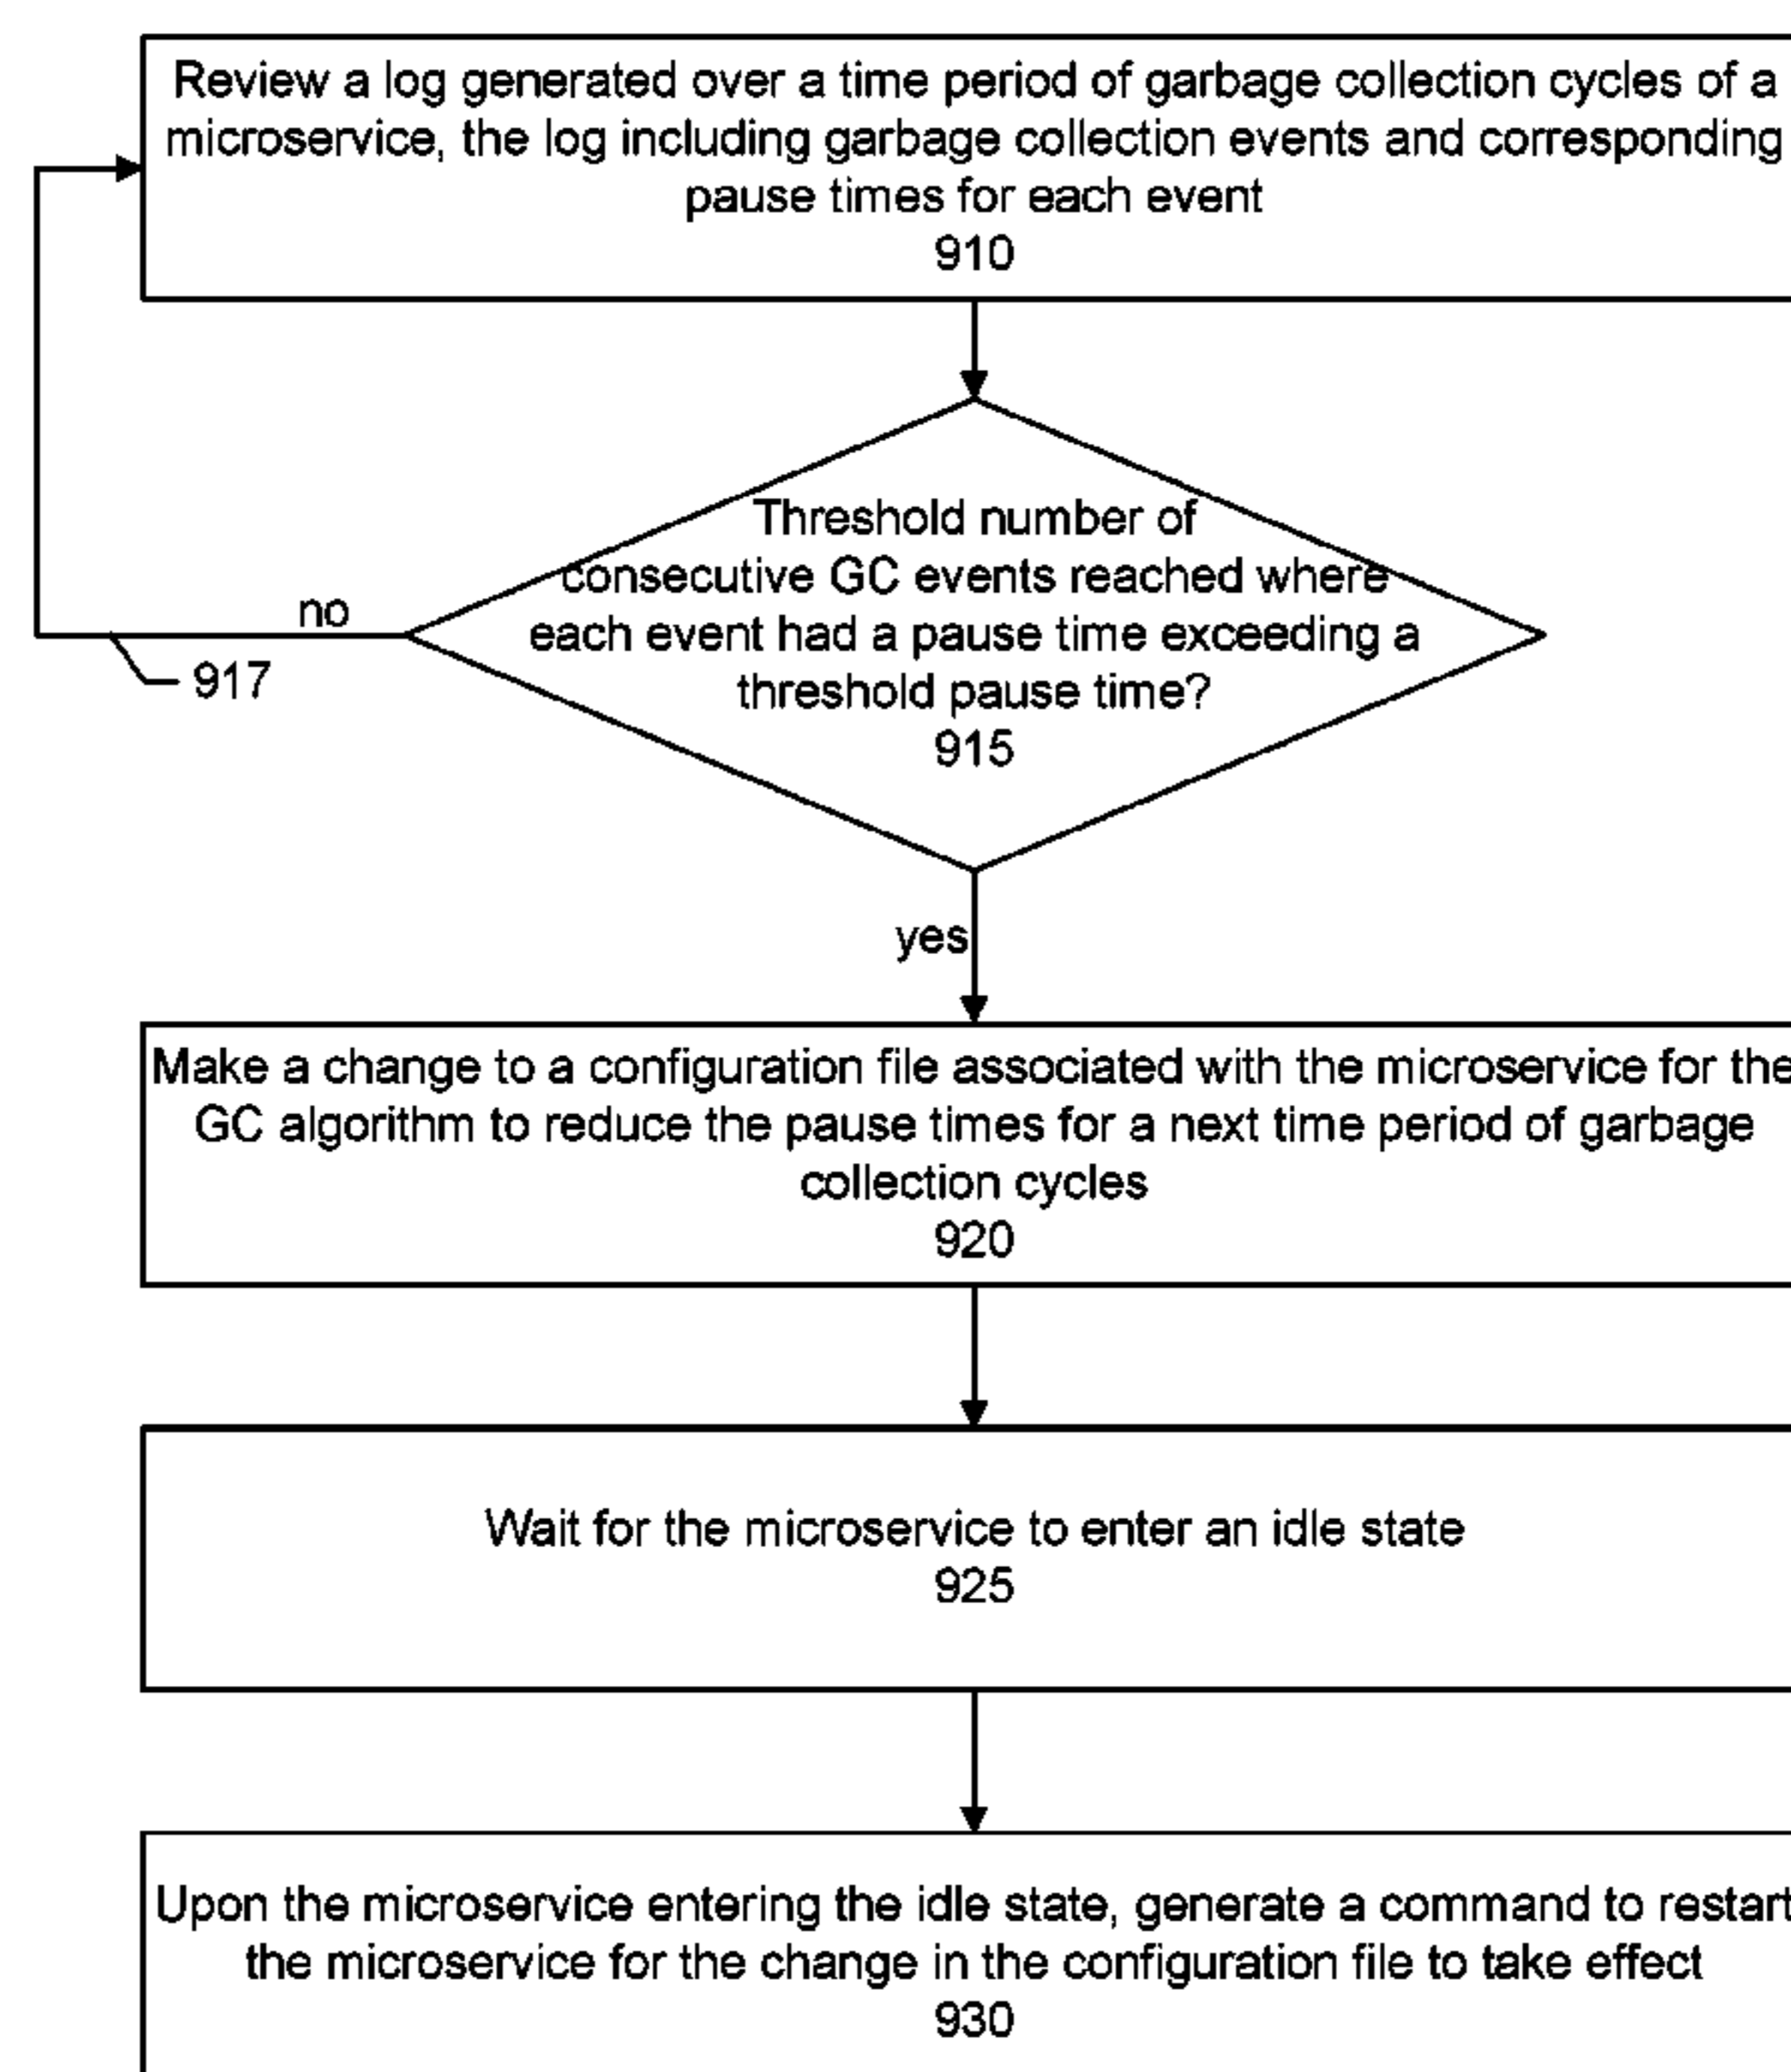 Review a log generated over a time period of garbage collection cycles of a
microservice, the log including garbage collection events and corresponding
pause times for each event
910
Threshold number of
consecutive GC events reached where
each event had a pause time exceeding a
threshold pause time?
915
no
917
yes
Make a change to a configuration file associated with the microservice for the
GC algorithm to reduce the pause times for a next time period of garbage
collection cycles
920
Wait for the microservice to enter an idle state
925
Upon the microservice entering the idle state, generate a command to restart
the microservice for the change in the configuration file to take effect
930